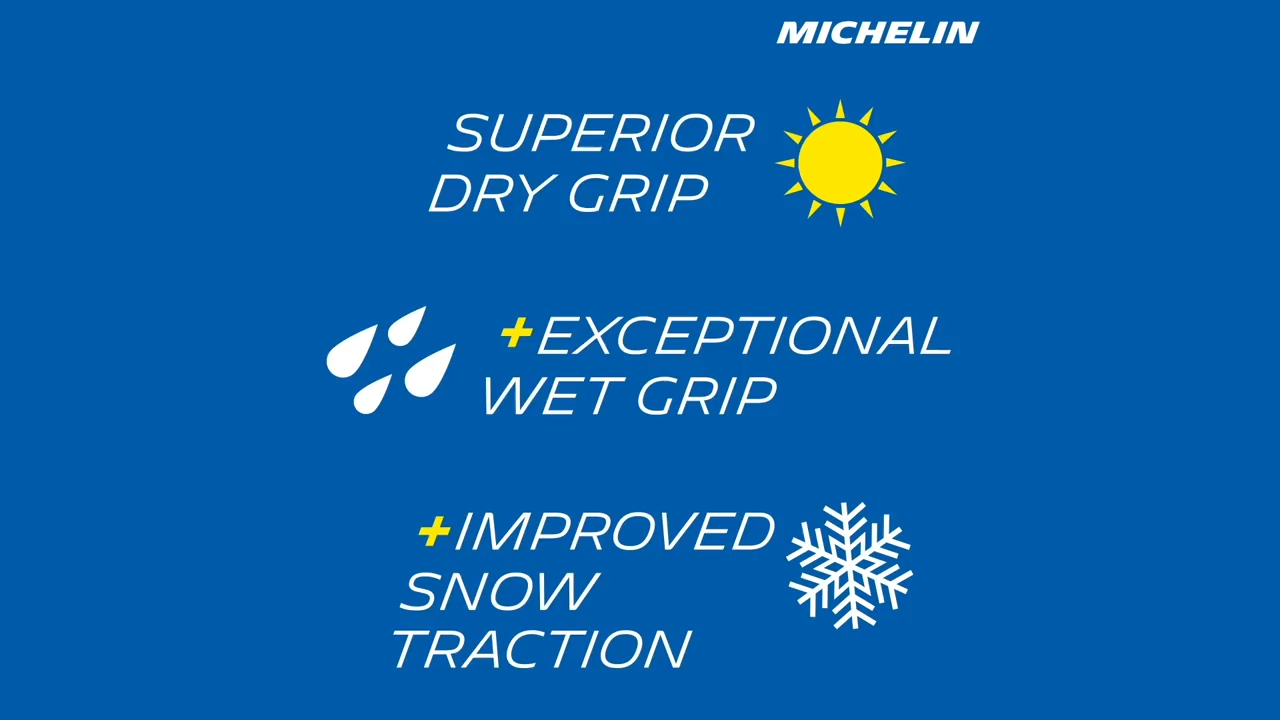 MICHELIN
SUPERIOR
DRY GRIP
+EXCEPTIONAL
WET GRIP
+IMPROVED
SNOW
TRACTION